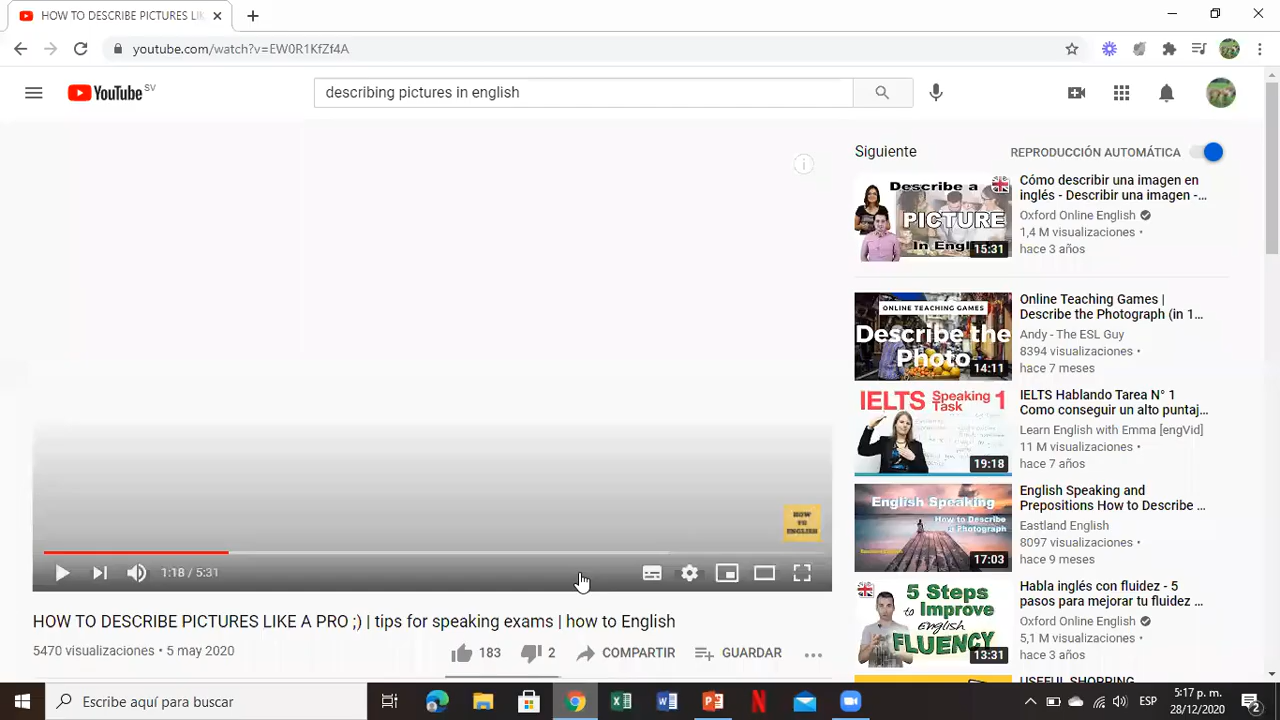 HOW TO DESCRIBE PICTURES LI
youtube.com/watch?v=EW0R1KfZf4A
YouTube SV
describing pictures in english
HOW TO ENGLISH
1:18 / 5:31
HOW TO DESCRIBE PICTURES LIKE A PRO ;) | tips for speaking exams | how to English
5470 visualizaciones • 5 may 2020
183
2
COMPARTIR
GUARDAR
Siguiente
REPRODUCCIÓN AUTOMÁTICA
Describe a
PICTURE
In Engl
15:31
Cómo describir una imagen en
inglés - Describir una imagen -...
Oxford Online English
1,4 M visualizaciones •
hace 3 años
ONLINE TEACHING GAMES
Describe the
Photo
14:11
Online Teaching Games |
Describe the Photograph (in 1...
Andy - The ESL Guy
8394 visualizaciones •
hace 7 meses
IELTS Speaking 1
Task
19:18
IELTS Hablando Tarea N° 1
Como conseguir un alto puntaj...
Learn English with Emma [engVid]
11 M visualizaciones •
hace 7 años
English Speaking
How to Describe
a Photograph
17:03
English Speaking and
Prepositions How to Describe ...
Eastland English
8097 visualizaciones •
hace 9 meses
5 Steps
to Improve
english
FLUENCY
13:31
Habla inglés con fluidez - 5
pasos para mejorar tu fluidez ...
Oxford Online English
5,1 M visualizaciones •
hace 3 años
USEFUL SHOPPING
Escribe aquí para buscar
ESP
5:17 p. m.
28/12/2020
2